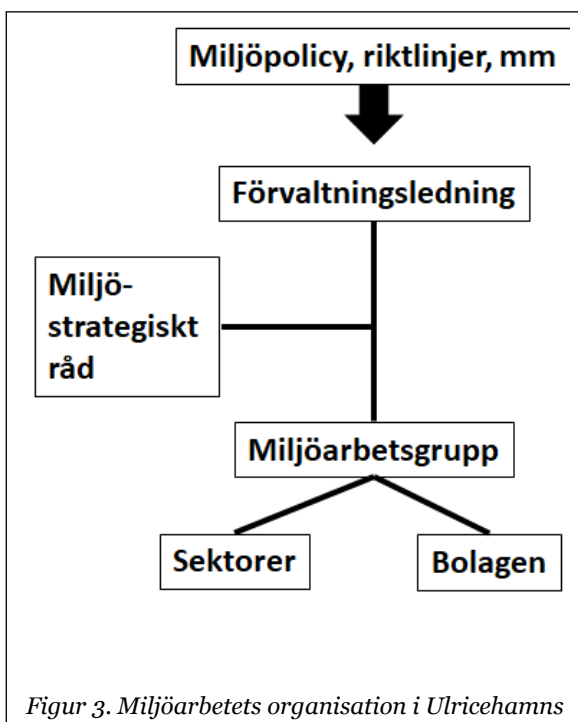 Miljöpolicy, riktlinjer, mm
Förvaltningsledning
Miljö-
strategiskt
råd
Miljöarbetsgrupp
Sektorer
Bolagen
Figur 3. Miljöarbetets organisation i Ulricehamns